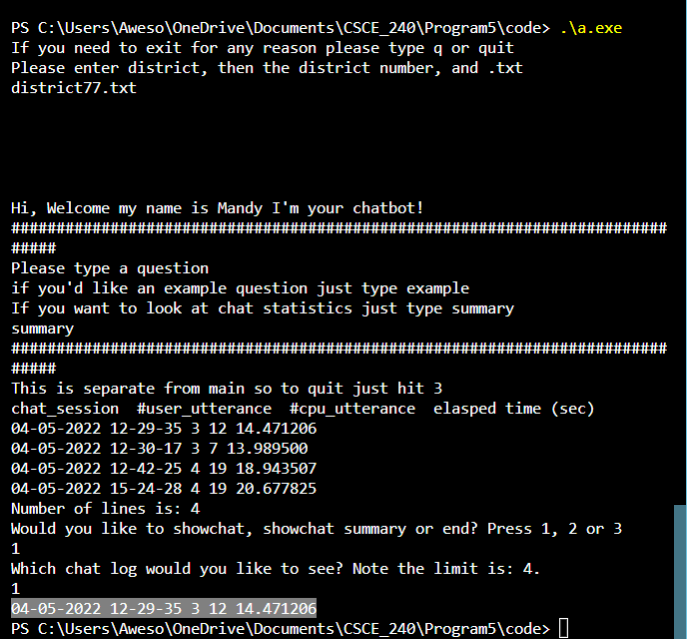 PS C:\Users\Aweso\OneDrive\Documents\CSCE_240\Program5\code> .\a.exe
If you need to exit for any reason please type q or quit
Please enter district, then the district number, and .txt
district77.txt
Hi, Welcome my name is Mandy I'm your chatbot!
#########################################################################
#####
Please type a question
if you'd like an example question just type example
If you want to look at chat statistics just type summary
summary
#########################################################################
#####
This is separate from main so to quit just hit 3
chat_session  #user_utterance  #cpu_utterance  elasped time (sec)
04-05-2022 12-29-35 3 12 14.471206
04-05-2022 12-30-17 3 7 13.989500
04-05-2022 12-42-25 4 19 18.943507
04-05-2022 15-24-28 4 19 20.677825
Number of lines is: 4
Would you like to showchat, showchat summary or end? Press 1, 2 or 3
1
Which chat log would you like to see? Note the limit is: 4.
1
04-05-2022 12-29-35 3 12 14.471206
PS C:\Users\Aweso\OneDrive\Documents\CSCE_240\Program5\code>